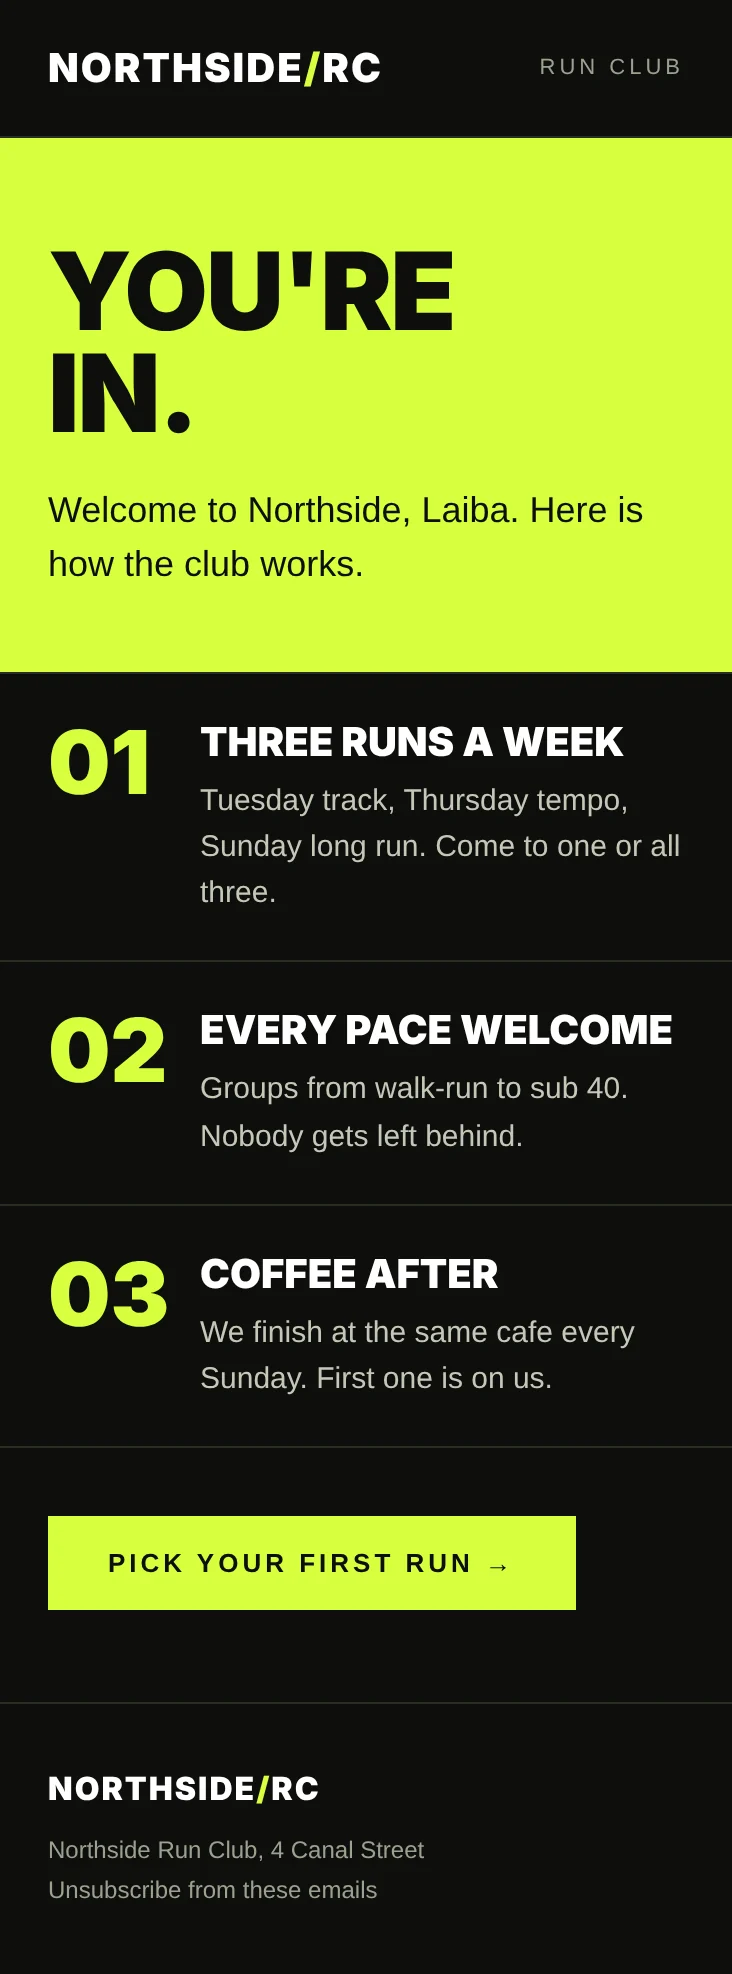 NORTHSIDE/RC
RUN CLUB
YOU'RE
IN.
Welcome to Northside, Laiba. Here is
how the club works.
01
THREE RUNS A WEEK
Tuesday track, Thursday tempo,
Sunday long run. Come to one or all
three.
02
EVERY PACE WELCOME
Groups from walk-run to sub 40.
Nobody gets left behind.
03
COFFEE AFTER
We finish at the same cafe every
Sunday. First one is on us.
PICK YOUR FIRST RUN →
NORTHSIDE/RC
Northside Run Club, 4 Canal Street
Unsubscribe from these emails